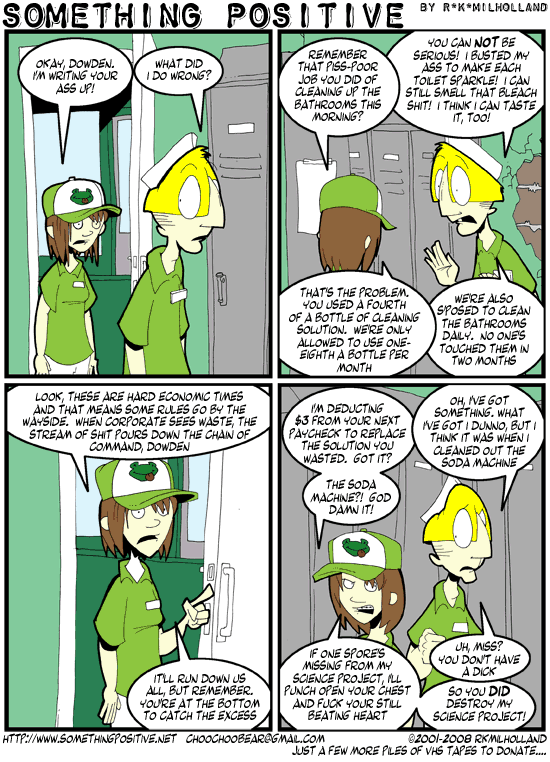 SOMETHING POSITIVE BY R*K*MILHOLLAND
OKAY, DOWDEN.
I'M WRITING YOUR
ASS UP!
WHAT DID
I DO WRONG?
REMEMBER
THAT PISS-POOR
JOB YOU DID OF
CLEANING UP THE
BATHROOMS THIS
MORNING?
YOU CAN NOT BE
SERIOUS! I BUSTED MY
ASS TO MAKE EACH
TOILET SPARKLE! I CAN
STILL SMELL THAT BLEACH
SHIT! I THINK I CAN TASTE
IT, TOO!
THAT'S THE PROBLEM.
YOU USED A FOURTH
OF A BOTTLE OF CLEANING
SOLUTION. WE'RE ONLY
ALLOWED TO USE ONE-
EIGHTH A BOTTLE PER
MONTH
WE'RE ALSO
S'POSED TO CLEAN
THE BATHROOMS
DAILY. NO ONE'S
TOUCHED THEM IN
TWO MONTHS
LOOK, THESE ARE HARD ECONOMIC TIMES
AND THAT MEANS SOME RULES GO BY THE
WAYSIDE. WHEN CORPORATE SEES WASTE, THE
STREAM OF SHIT POURS DOWN THE CHAIN OF
COMMAND, DOWDEN
IT'LL RUN DOWN US
ALL, BUT REMEMBER.
YOU'RE AT THE BOTTOM
TO CATCH THE EXCESS
I'M DEDUCTING
$3 FROM YOUR NEXT
PAYCHECK TO REPLACE
THE SOLUTION YOU
WASTED. GOT IT?
OH, I'VE GOT
SOMETHING. WHAT
I'VE GOT I DUNNO, BUT I
THINK IT WAS WHEN I
CLEANED OUT THE
SODA MACHINE
THE SODA
MACHINE?! GOD
DAMN IT!
IF ONE SPORE'S
MISSING FROM MY
SCIENCE PROJECT, I'LL
PUNCH OPEN YOUR CHEST
AND FUCK YOUR STILL
BEATING HEART
UH, MISS?
YOU DON'T HAVE
A DICK
SO YOU DID
DESTROY MY
SCIENCE PROJECT!
HTTP://WWW.SOMETHINGPOSITIVE.NET CHOOCHOOBEAR@GMAIL.COM ©2001-2008 RKMILHOLLAND
JUST A FEW MORE PILES OF VHS TAPES TO DONATE....